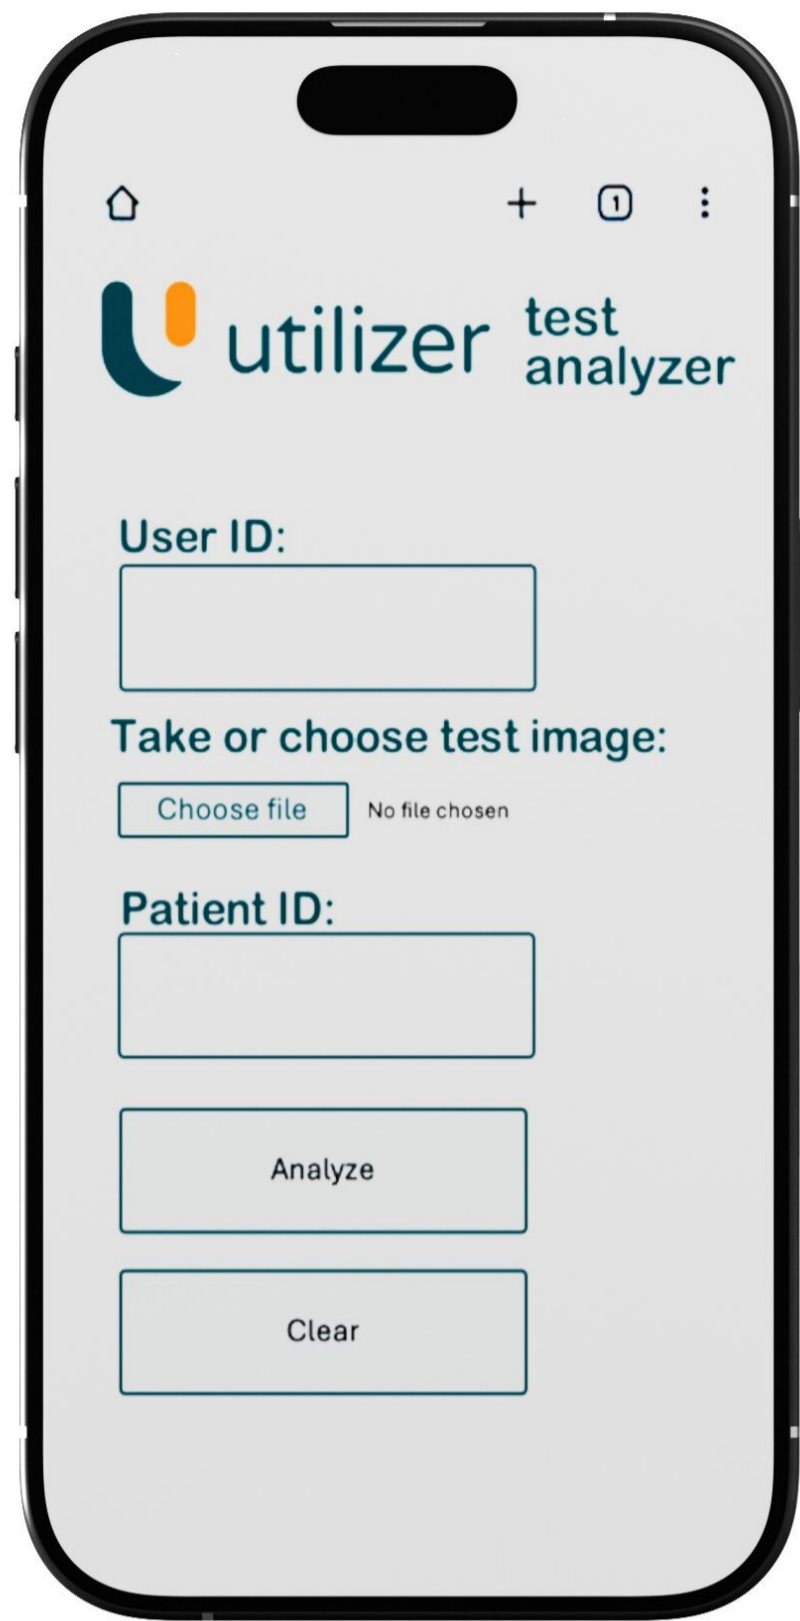 1
utilizer
test
analyzer
User ID:
Take or choose test image:
Choose file No file chosen
Patient ID:
Analyze
Clear